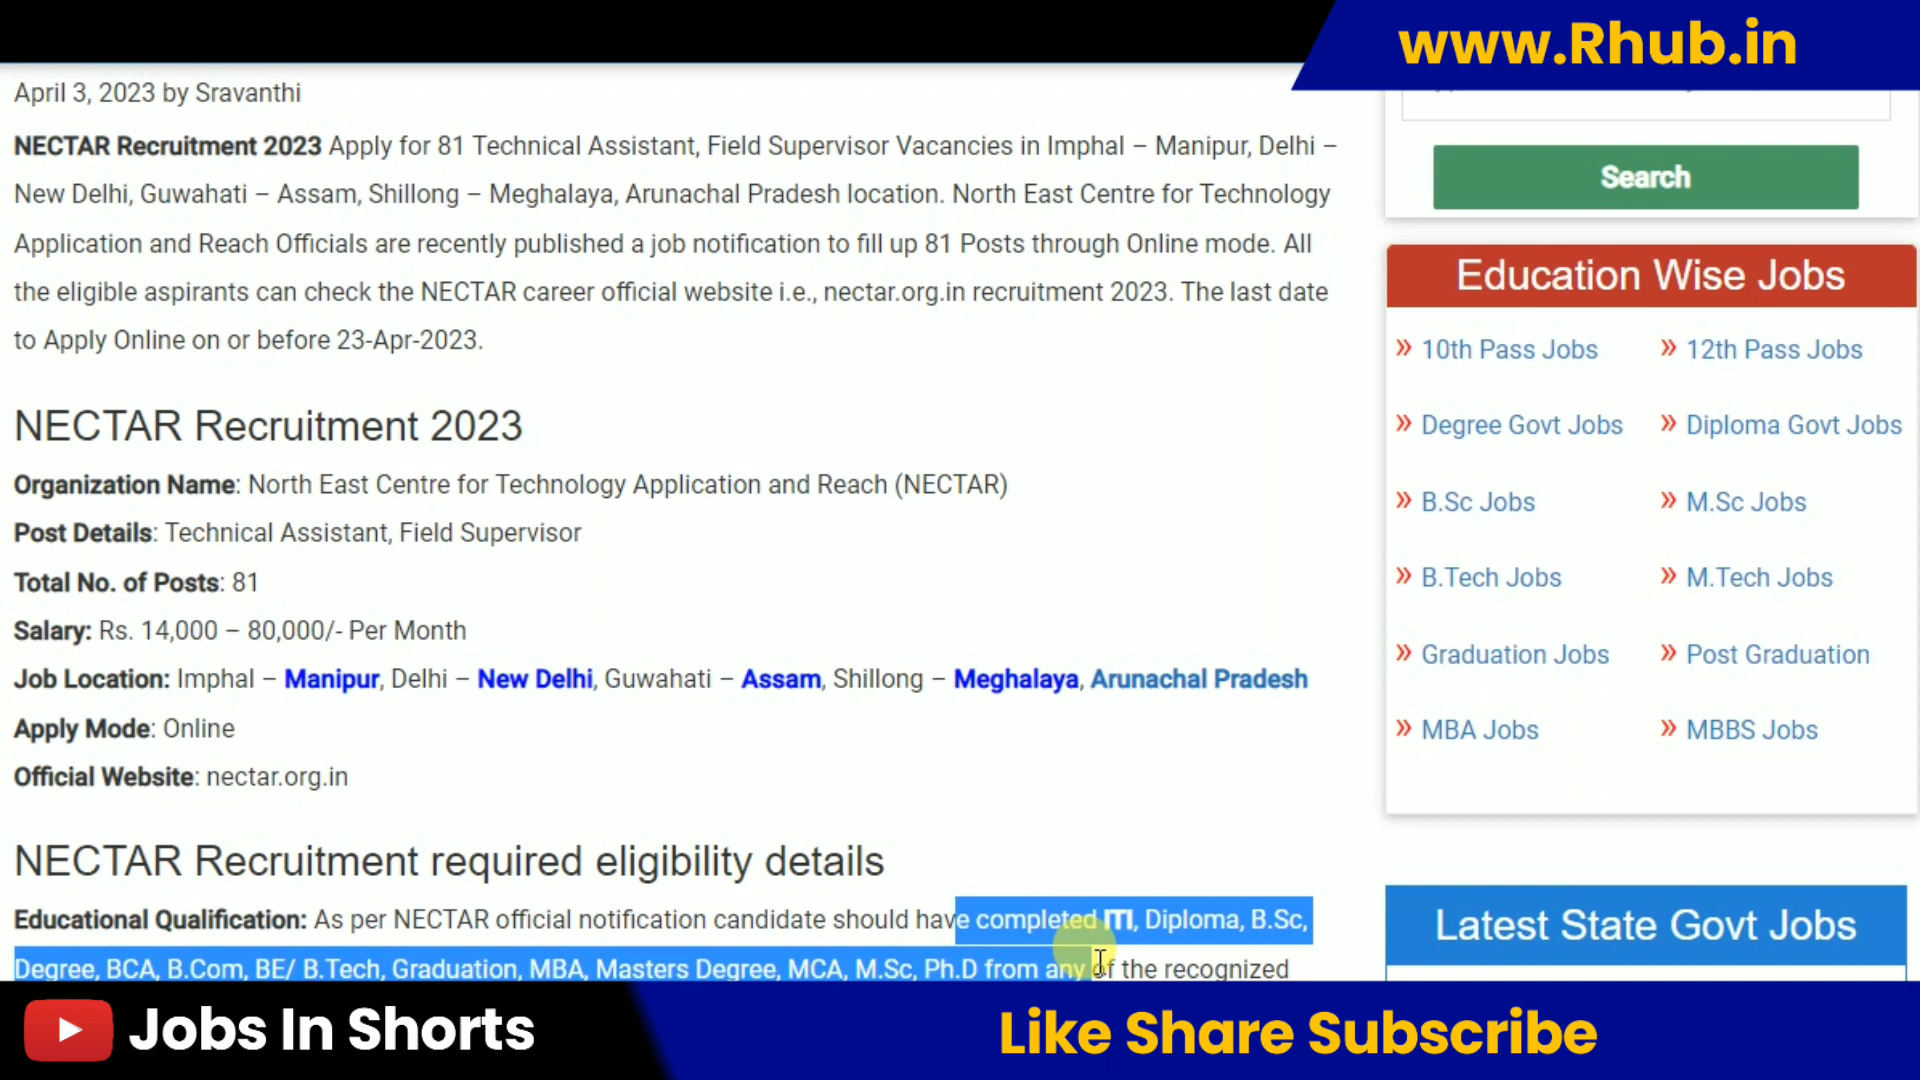 www.Rhub.in
April 3, 2023 by Sravanthi
NECTAR Recruitment 2023 Apply for 81 Technical Assistant, Field Supervisor Vacancies in Imphal – Manipur, Delhi –
New Delhi, Guwahati – Assam, Shillong – Meghalaya, Arunachal Pradesh location. North East Centre for Technology
Application and Reach Officials are recently published a job notification to fill up 81 Posts through Online mode. All
the eligible aspirants can check the NECTAR career official website i.e., nectar.org.in recruitment 2023. The last date
to Apply Online on or before 23-Apr-2023.
NECTAR Recruitment 2023
Organization Name: North East Centre for Technology Application and Reach (NECTAR)
Post Details: Technical Assistant, Field Supervisor
Total No. of Posts: 81
Salary: Rs. 14,000 – 80,000/- Per Month
Job Location: Imphal – Manipur, Delhi – New Delhi, Guwahati – Assam, Shillong – Meghalaya, Arunachal Pradesh
Apply Mode: Online
Official Website: nectar.org.in
NECTAR Recruitment required eligibility details
Educational Qualification: As per NECTAR official notification candidate should have completed ITI, Diploma, B.Sc,
Degree, BCA, B.Com, BE/ B.Tech, Graduation, MBA, Masters Degree, MCA, M.Sc, Ph.D from any of the recognized
Search
Education Wise Jobs
» 10th Pass Jobs » 12th Pass Jobs
» Degree Govt Jobs » Diploma Govt Jobs
» B.Sc Jobs » M.Sc Jobs
» B.Tech Jobs » M.Tech Jobs
» Graduation Jobs » Post Graduation
» MBA Jobs » MBBS Jobs
Latest State Govt Jobs
Jobs In Shorts
Like Share Subscribe